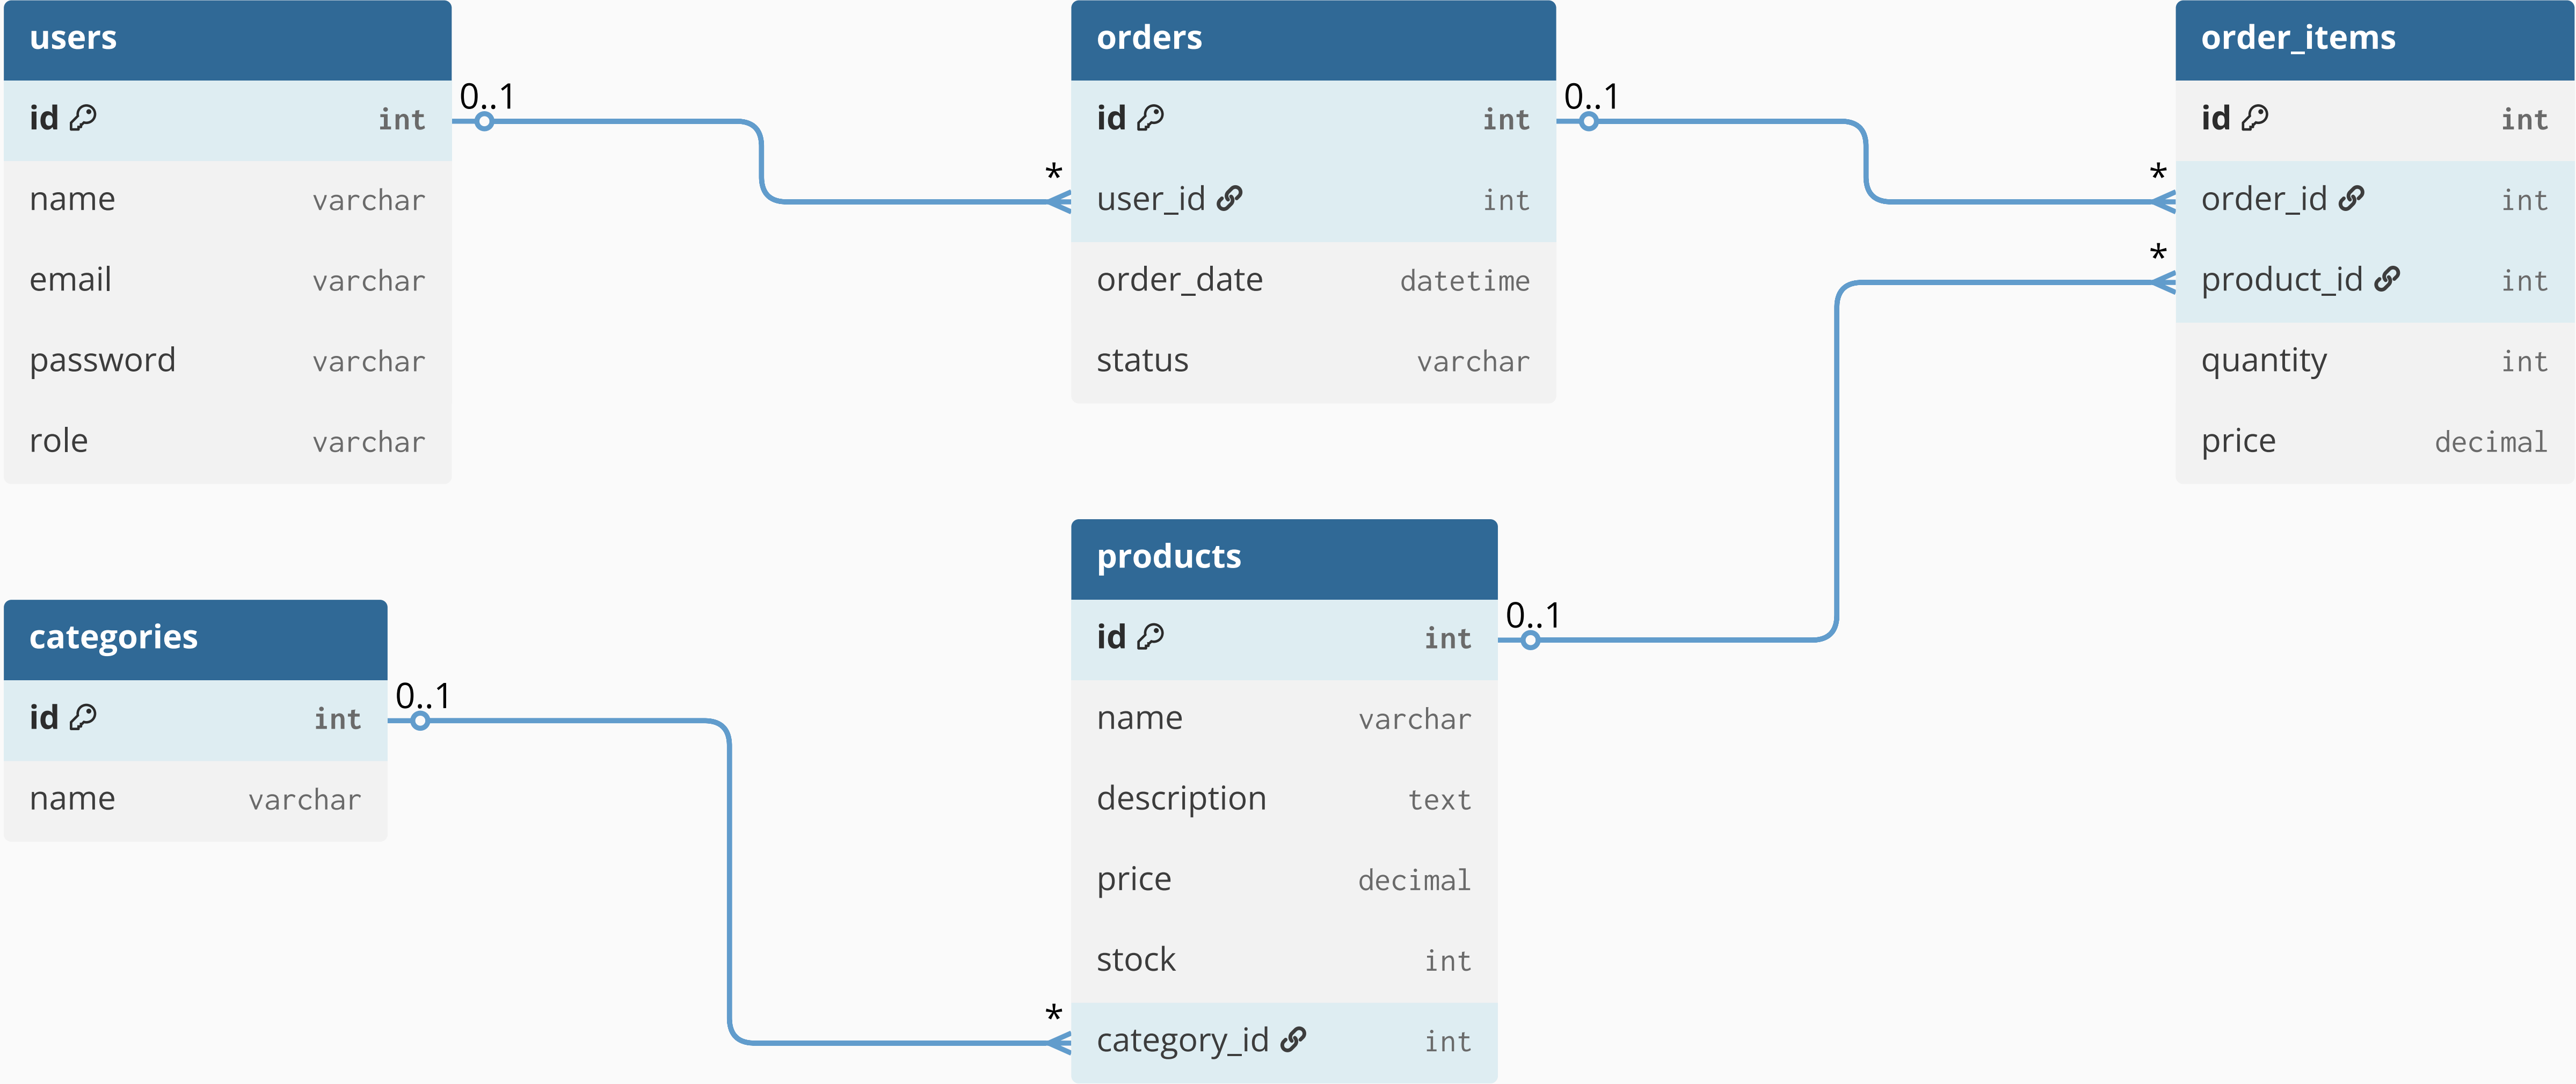 users
id int
name varchar
email varchar
password varchar
role varchar
0..1
*
orders
id int
user_id int
order_date datetime
status varchar
0..1
*
*
order_items
id int
order_id int
product_id int
quantity int
price decimal
categories
id int
name varchar
0..1
*
products
id int
name varchar
description text
price decimal
stock int
category_id int
0..1